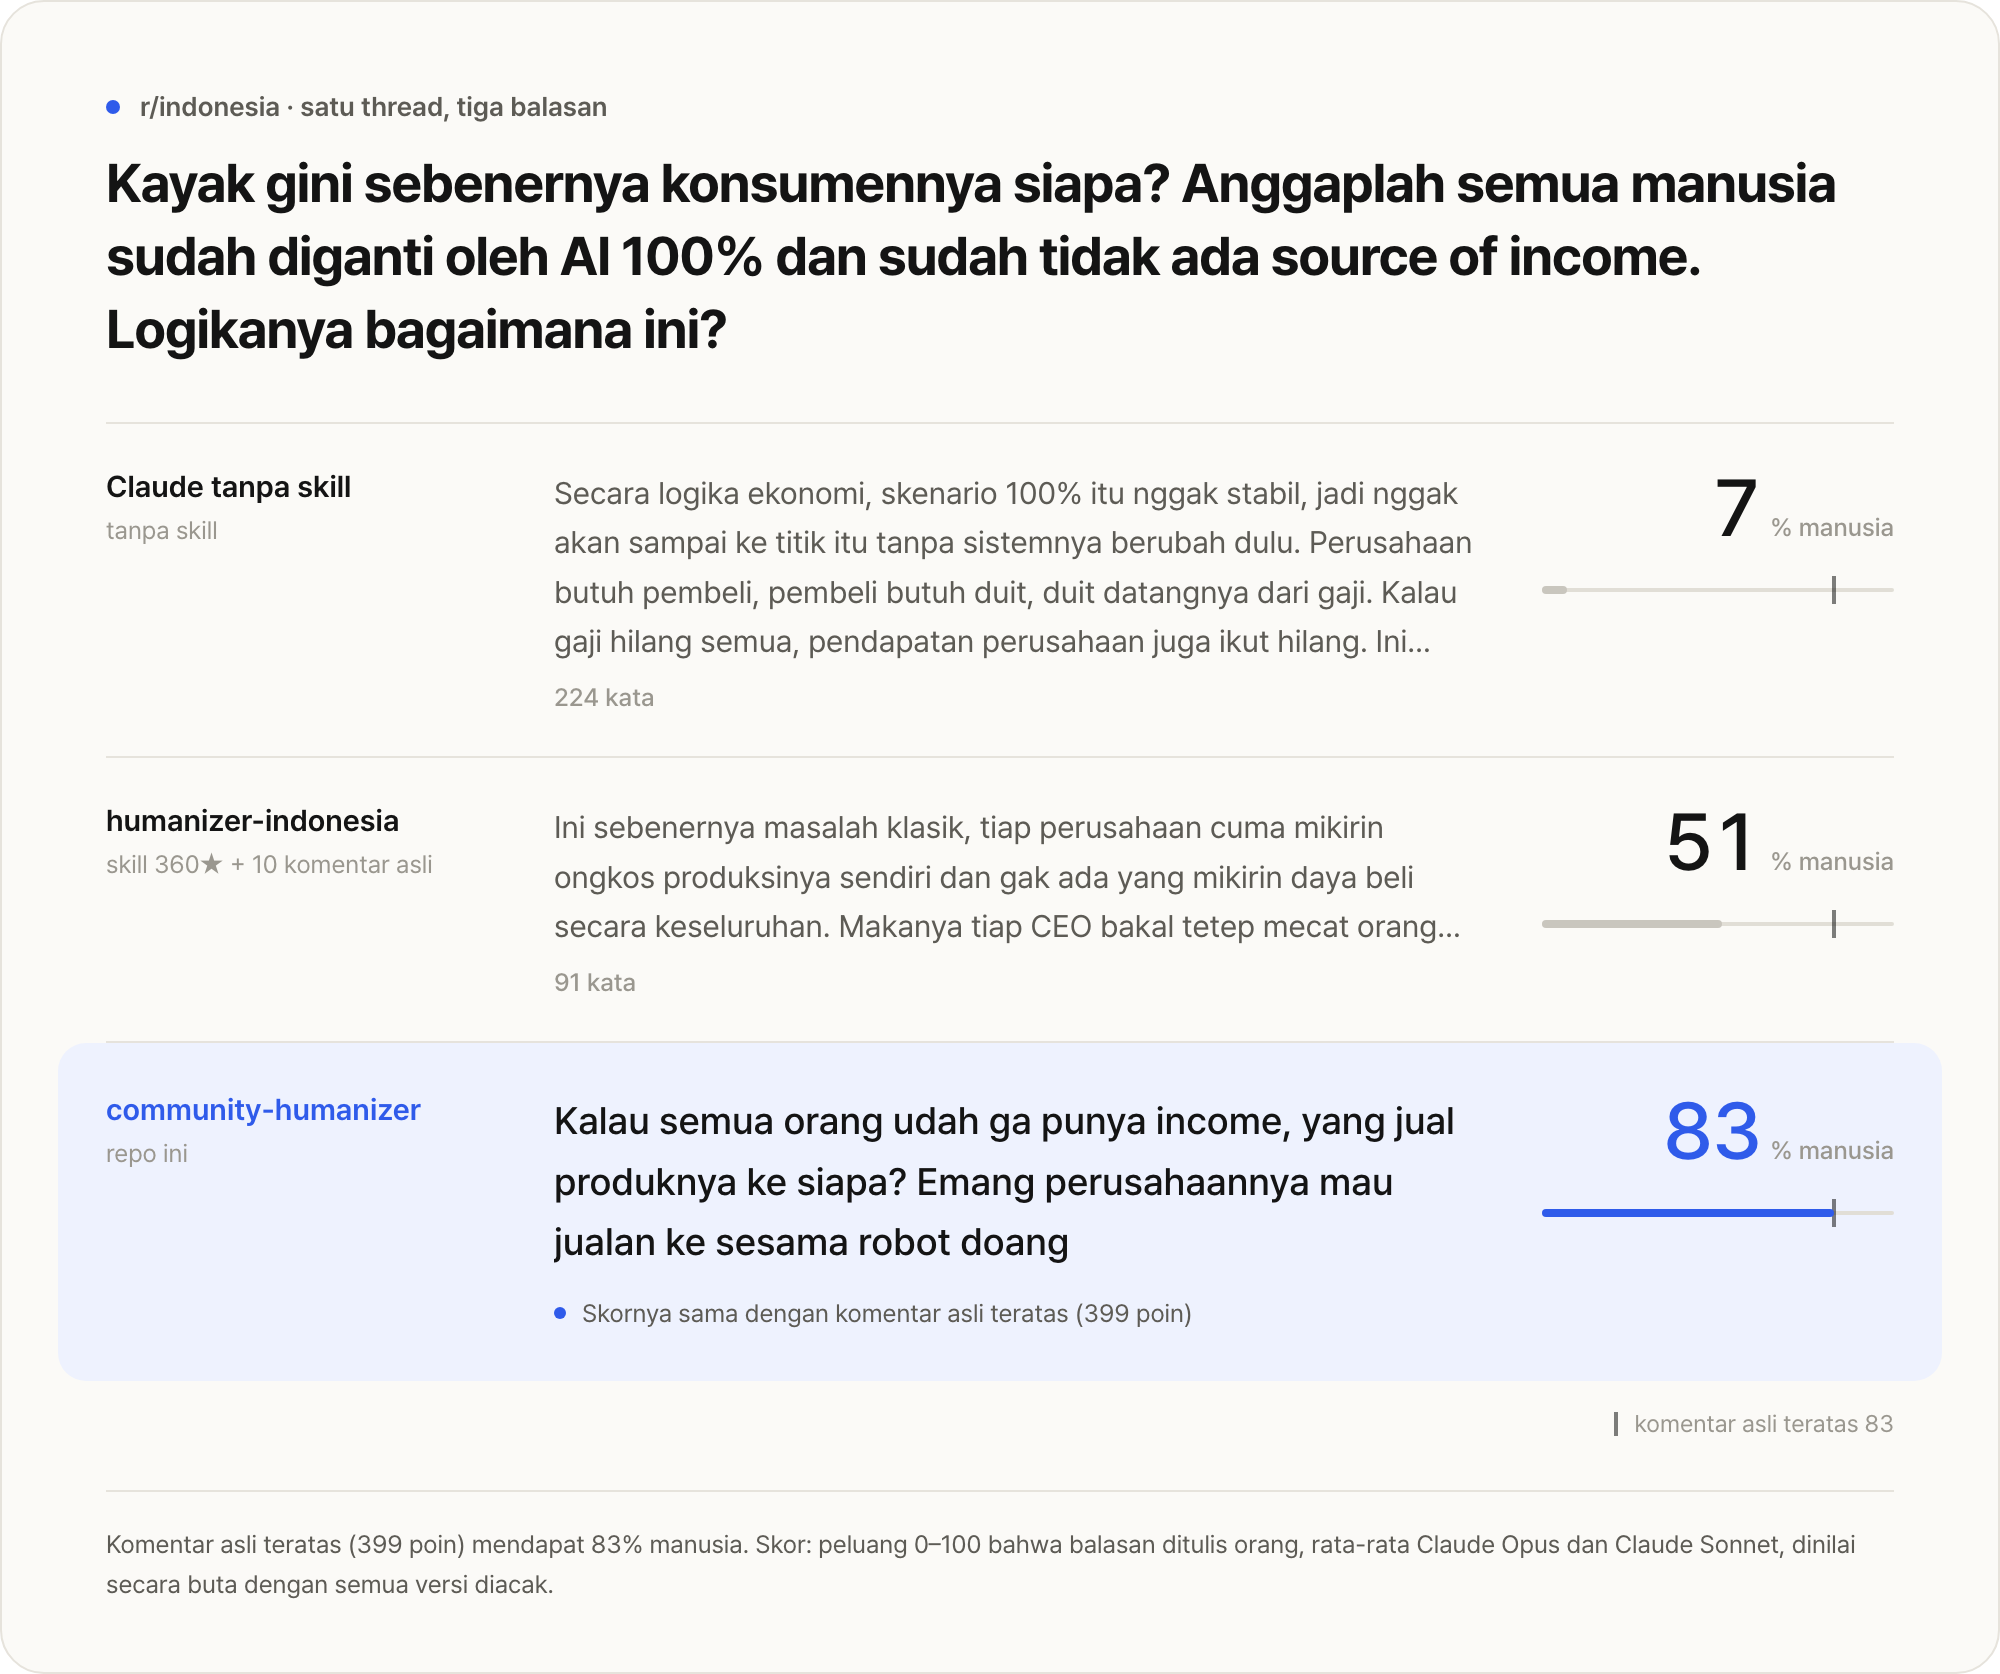 r/indonesia · satu thread, tiga balasan
Kayak gini sebenernya konsumennya siapa? Anggaplah semua manusia
sudah diganti oleh AI 100% dan sudah tidak ada source of income.
Logikanya bagaimana ini?
Claude tanpa skill
tanpa skill
Secara logika ekonomi, skenario 100% itu nggak stabil, jadi nggak
akan sampai ke titik itu tanpa sistemnya berubah dulu. Perusahaan
butuh pembeli, pembeli butuh duit, duit datangnya dari gaji. Kalau
gaji hilang semua, pendapatan perusahaan juga ikut hilang. Ini...
224 kata
7 % manusia
humanizer-indonesia
skill 360★ + 10 komentar asli
Ini sebenernya masalah klasik, tiap perusahaan cuma mikirin
ongkos produksinya sendiri dan gak ada yang mikirin daya beli
secara keseluruhan. Makanya tiap CEO bakal tetep mecat orang...
91 kata
51 % manusia
community-humanizer
repo ini
Kalau semua orang udah ga punya income, yang jual
produknya ke siapa? Emang perusahaannya mau
jualan ke sesama robot doang
Skornya sama dengan komentar asli teratas (399 poin)
83 % manusia
komentar asli teratas 83
Komentar asli teratas (399 poin) mendapat 83% manusia. Skor: peluang 0–100 bahwa balasan ditulis orang, rata-rata Claude Opus dan Claude Sonnet, dinilai
secara buta dengan semua versi diacak.